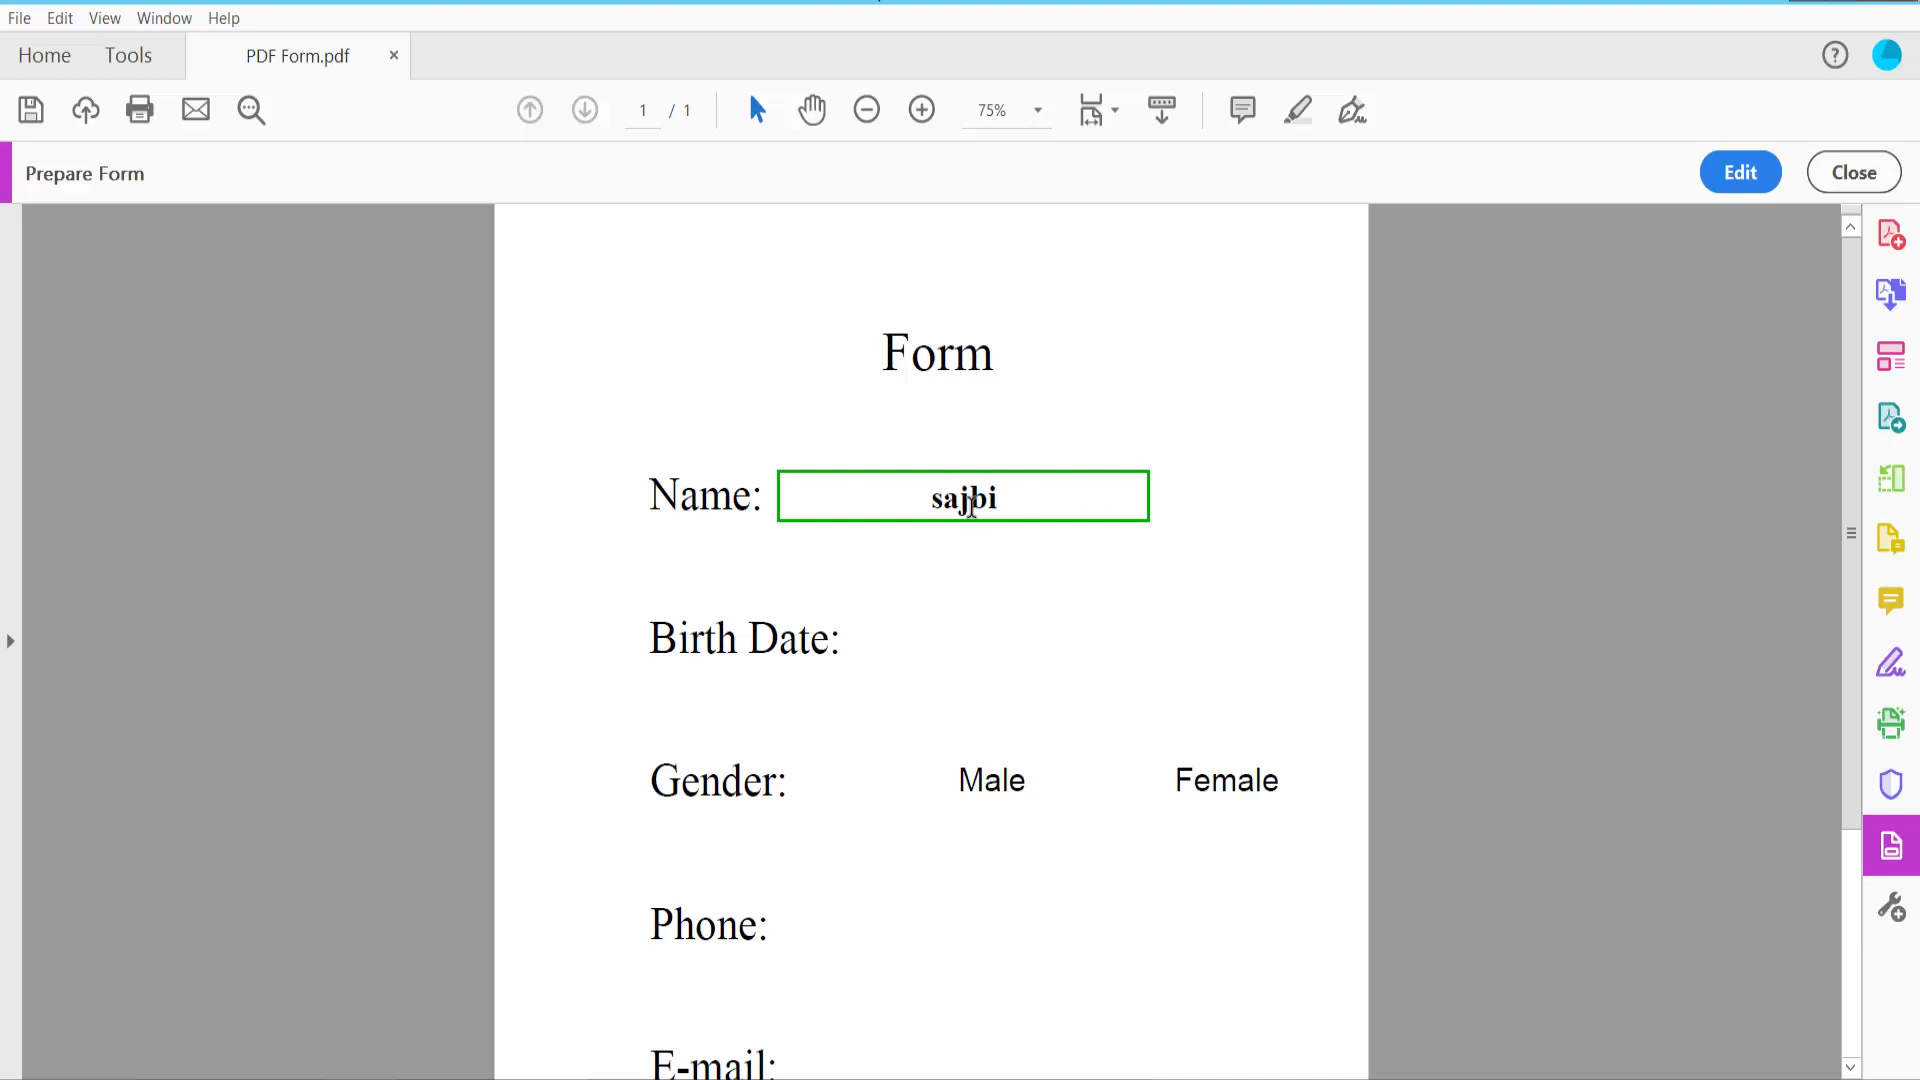 File Edit View Window Help
Home Tools PDF Form.pdf
1 / 1 75%
Prepare Form Edit Close
Form
Name: sajbi
Birth Date:
Gender: Male Female
Phone:
E-mail: